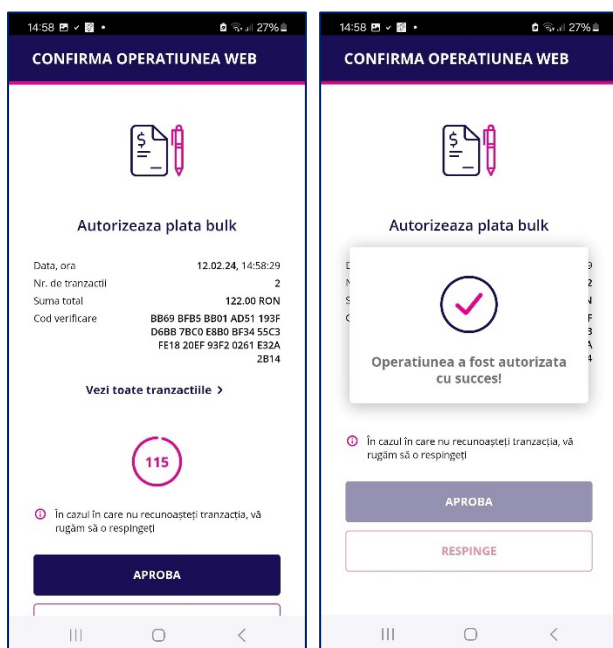 14:58 27%
CONFIRMA OPERATIUNEA WEB
$
Autorizeaza plata bulk
Data, ora 12.02.24, 14:58:29
Nr. de tranzactii 2
Suma total 122.00 RON
Cod verificare BB69 BFB5 BB01 AD51 193F
D6BB 7BC0 E8B0 BF34 55C3
FE18 20EF 93F2 0261 E32A
2B14
Vezi toate tranzactiile >
115
În cazul în care nu recunoașteți tranzacția, vă
rugăm să o respingeți
APROBA
14:58 27%
CONFIRMA OPERATIUNEA WEB
$
Autorizeaza plata bulk
Operatiunea a fost autorizata
cu succes!
În cazul în care nu recunoașteți tranzacția, vă
rugăm să o respingeți
APROBA
RESPINGE